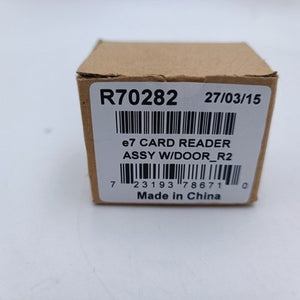 R70282 27/03/15
e7 CARD READER
ASSY W/DOOR_R2
7 23193 78671 0
Made in China